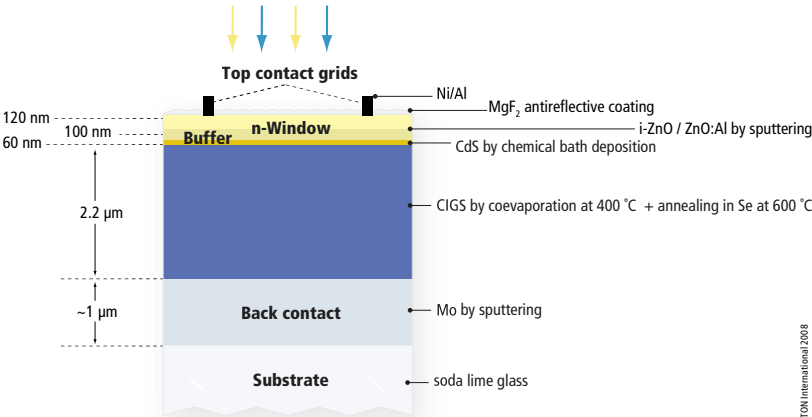 Top contact grids
Ni/Al
MgF2 antireflective coating
120 nm
n-Window
i-ZnO / ZnO:Al by sputtering
100 nm
Buffer
60 nm
CdS by chemical bath deposition
2.2 µm
CIGS by coevaporation at 400 ˚C + annealing in Se at 600 ˚C
~1 µm
Back contact
Mo by sputtering
Substrate
soda lime glass
TON International 2008